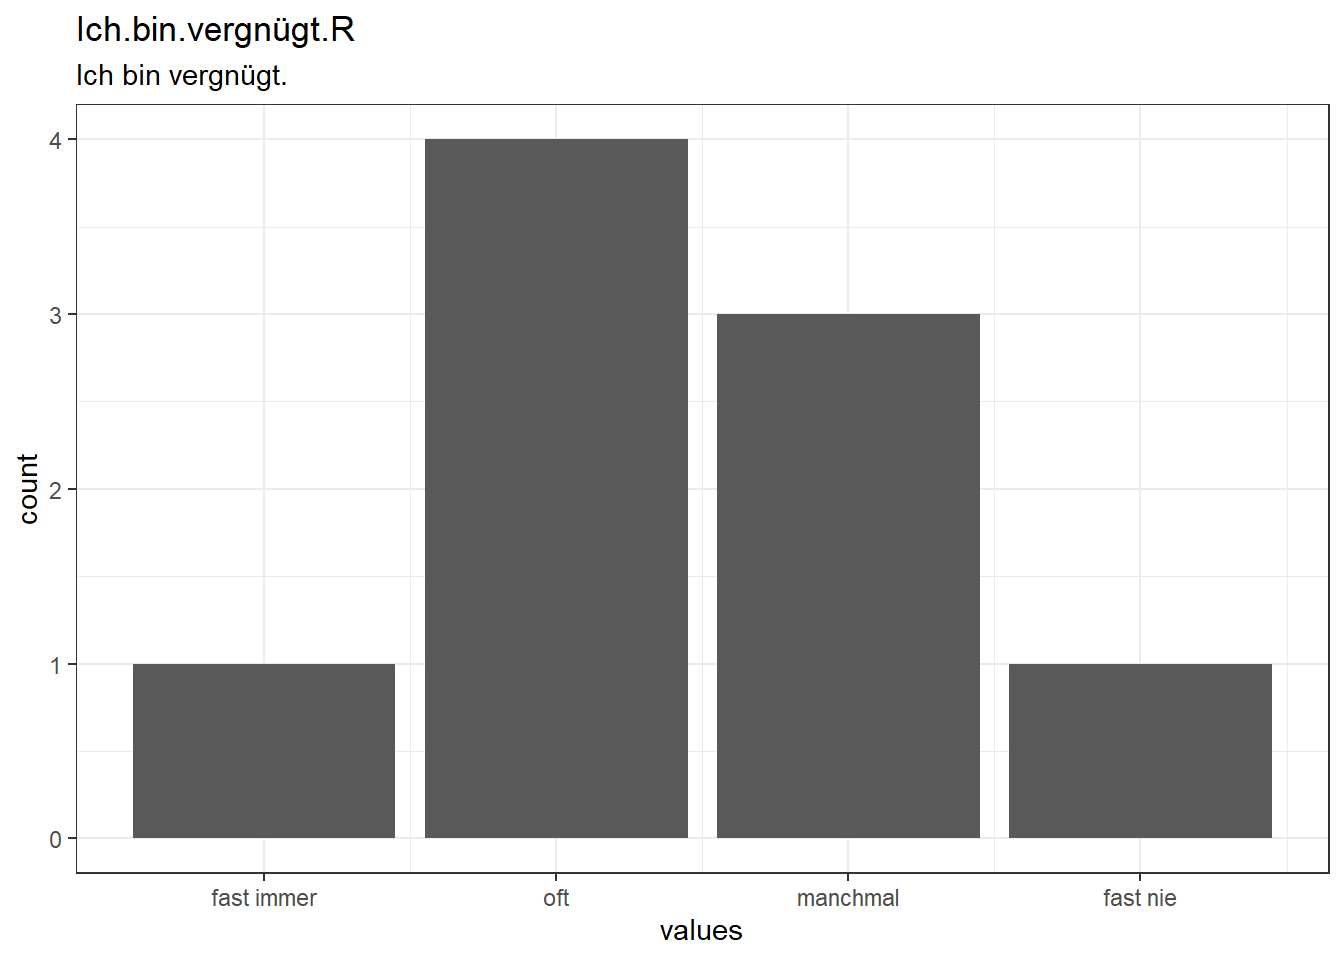 Ich.bin.vergnügt.R
Ich bin vergnügt.
4
3
2
1
0
count
fast immer oft manchmal fast nie
values